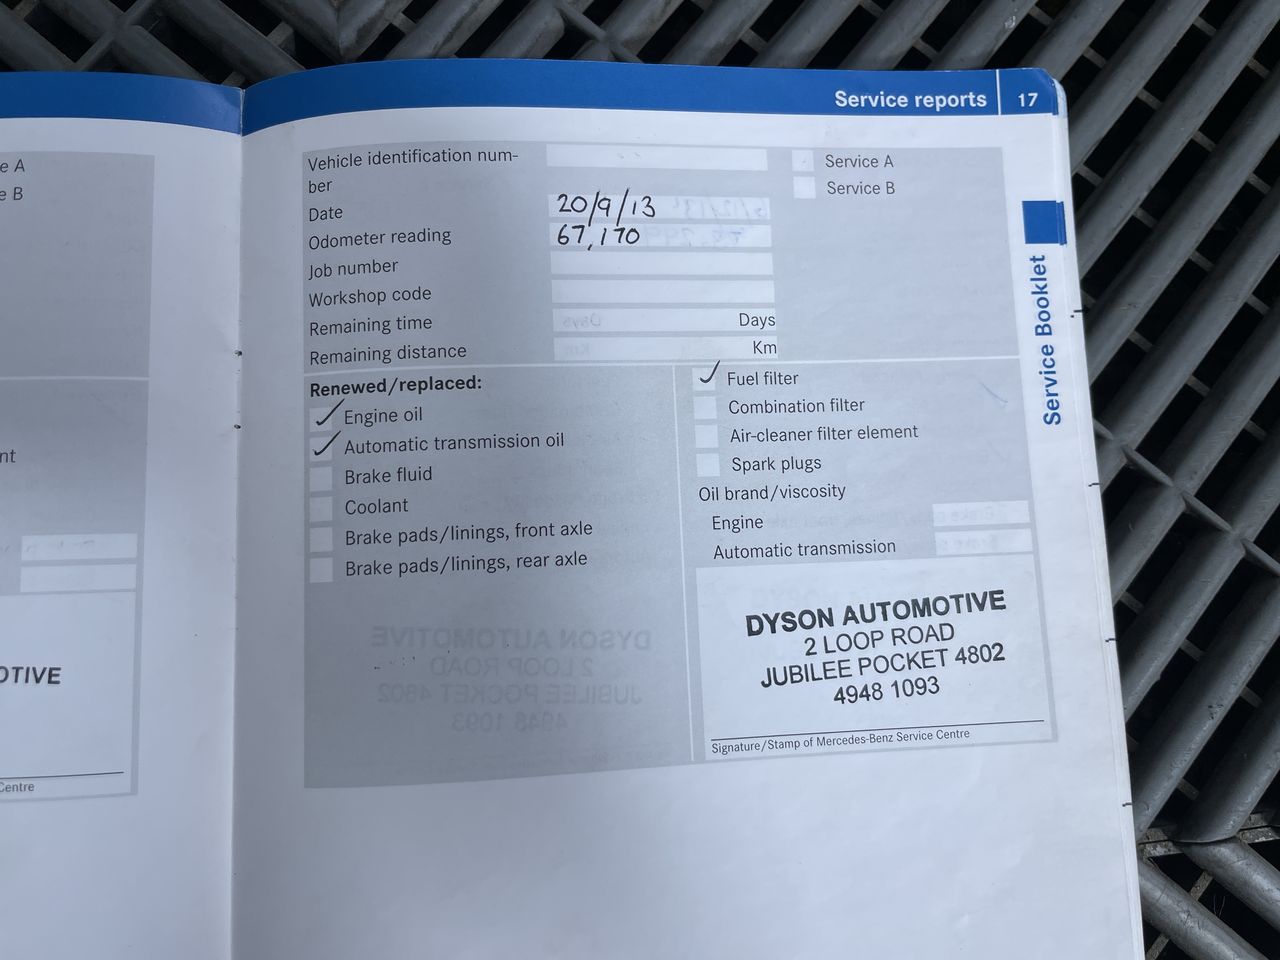 Service reports 17
e A
e B
nt
OTIVE
Centre
Vehicle identification num-
ber
Service A
Service B
Date 20/9/13
Odometer reading 67,170
Job number
Workshop code
Remaining time Days
Remaining distance Km
Renewed/replaced:
Engine oil
Automatic transmission oil
Brake fluid
Coolant
Brake pads/linings, front axle
Brake pads/linings, rear axle
Fuel filter
Combination filter
Air-cleaner filter element
Spark plugs
Oil brand/viscosity
Engine
Automatic transmission
DYSON AUTOMOTIVE
2 LOOP ROAD
JUBILEE POCKET 4802
4948 1093
Signature/Stamp of Mercedes-Benz Service Centre
Service Booklet